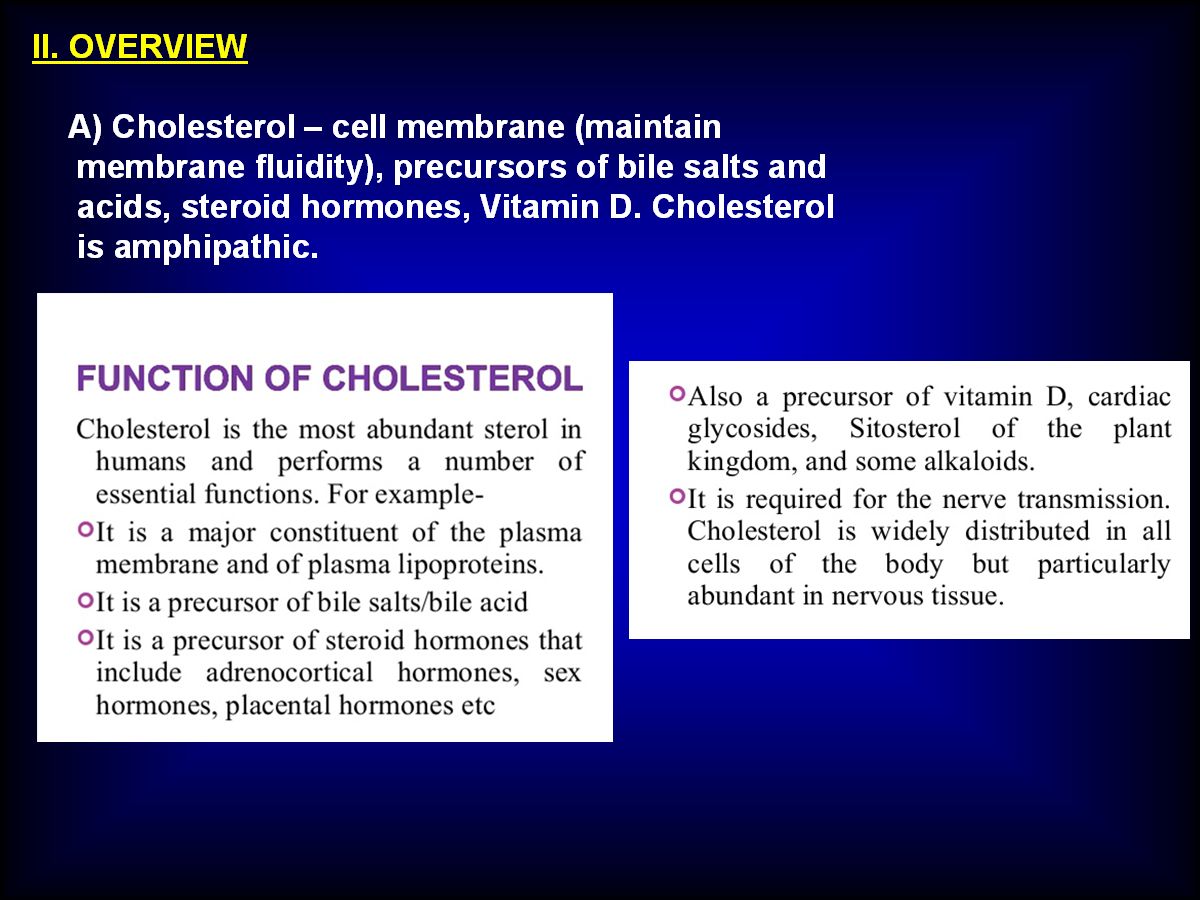 II. OVERVIEW
A) Cholesterol – cell membrane (maintain
membrane fluidity), precursors of bile salts and
acids, steroid hormones, Vitamin D. Cholesterol
is amphipathic.
FUNCTION OF CHOLESTEROL
Cholesterol is the most abundant sterol in
humans and performs a number of
essential functions. For example-
It is a major constituent of the plasma
membrane and of plasma lipoproteins.
It is a precursor of bile salts/bile acid
It is a precursor of steroid hormones that
include adrenocortical hormones, sex
hormones, placental hormones etc
Also a precursor of vitamin D, cardiac
glycosides, Sitosterol of the plant
kingdom, and some alkaloids.
It is required for the nerve transmission.
Cholesterol is widely distributed in all
cells of the body but particularly
abundant in nervous tissue.